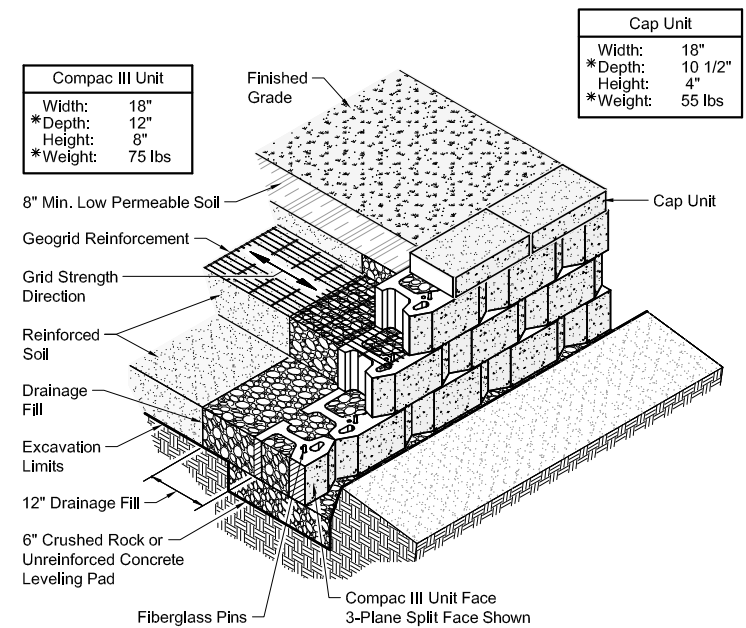 Cap Unit
Width: 18"
*Depth: 10 1/2"
Height: 4"
*Weight: 55 lbs
Compac III Unit
Width: 18"
*Depth: 12"
Height: 8"
*Weight: 75 lbs
Finished
Grade
8" Min. Low Permeable Soil
Cap Unit
Geogrid Reinforcement
Grid Strength
Direction
Reinforced
Soil
Drainage
Fill
Excavation
Limits
12" Drainage Fill
6" Crushed Rock or
Unreinforced Concrete
Leveling Pad
Fiberglass Pins
Compac III Unit Face
3-Plane Split Face Shown